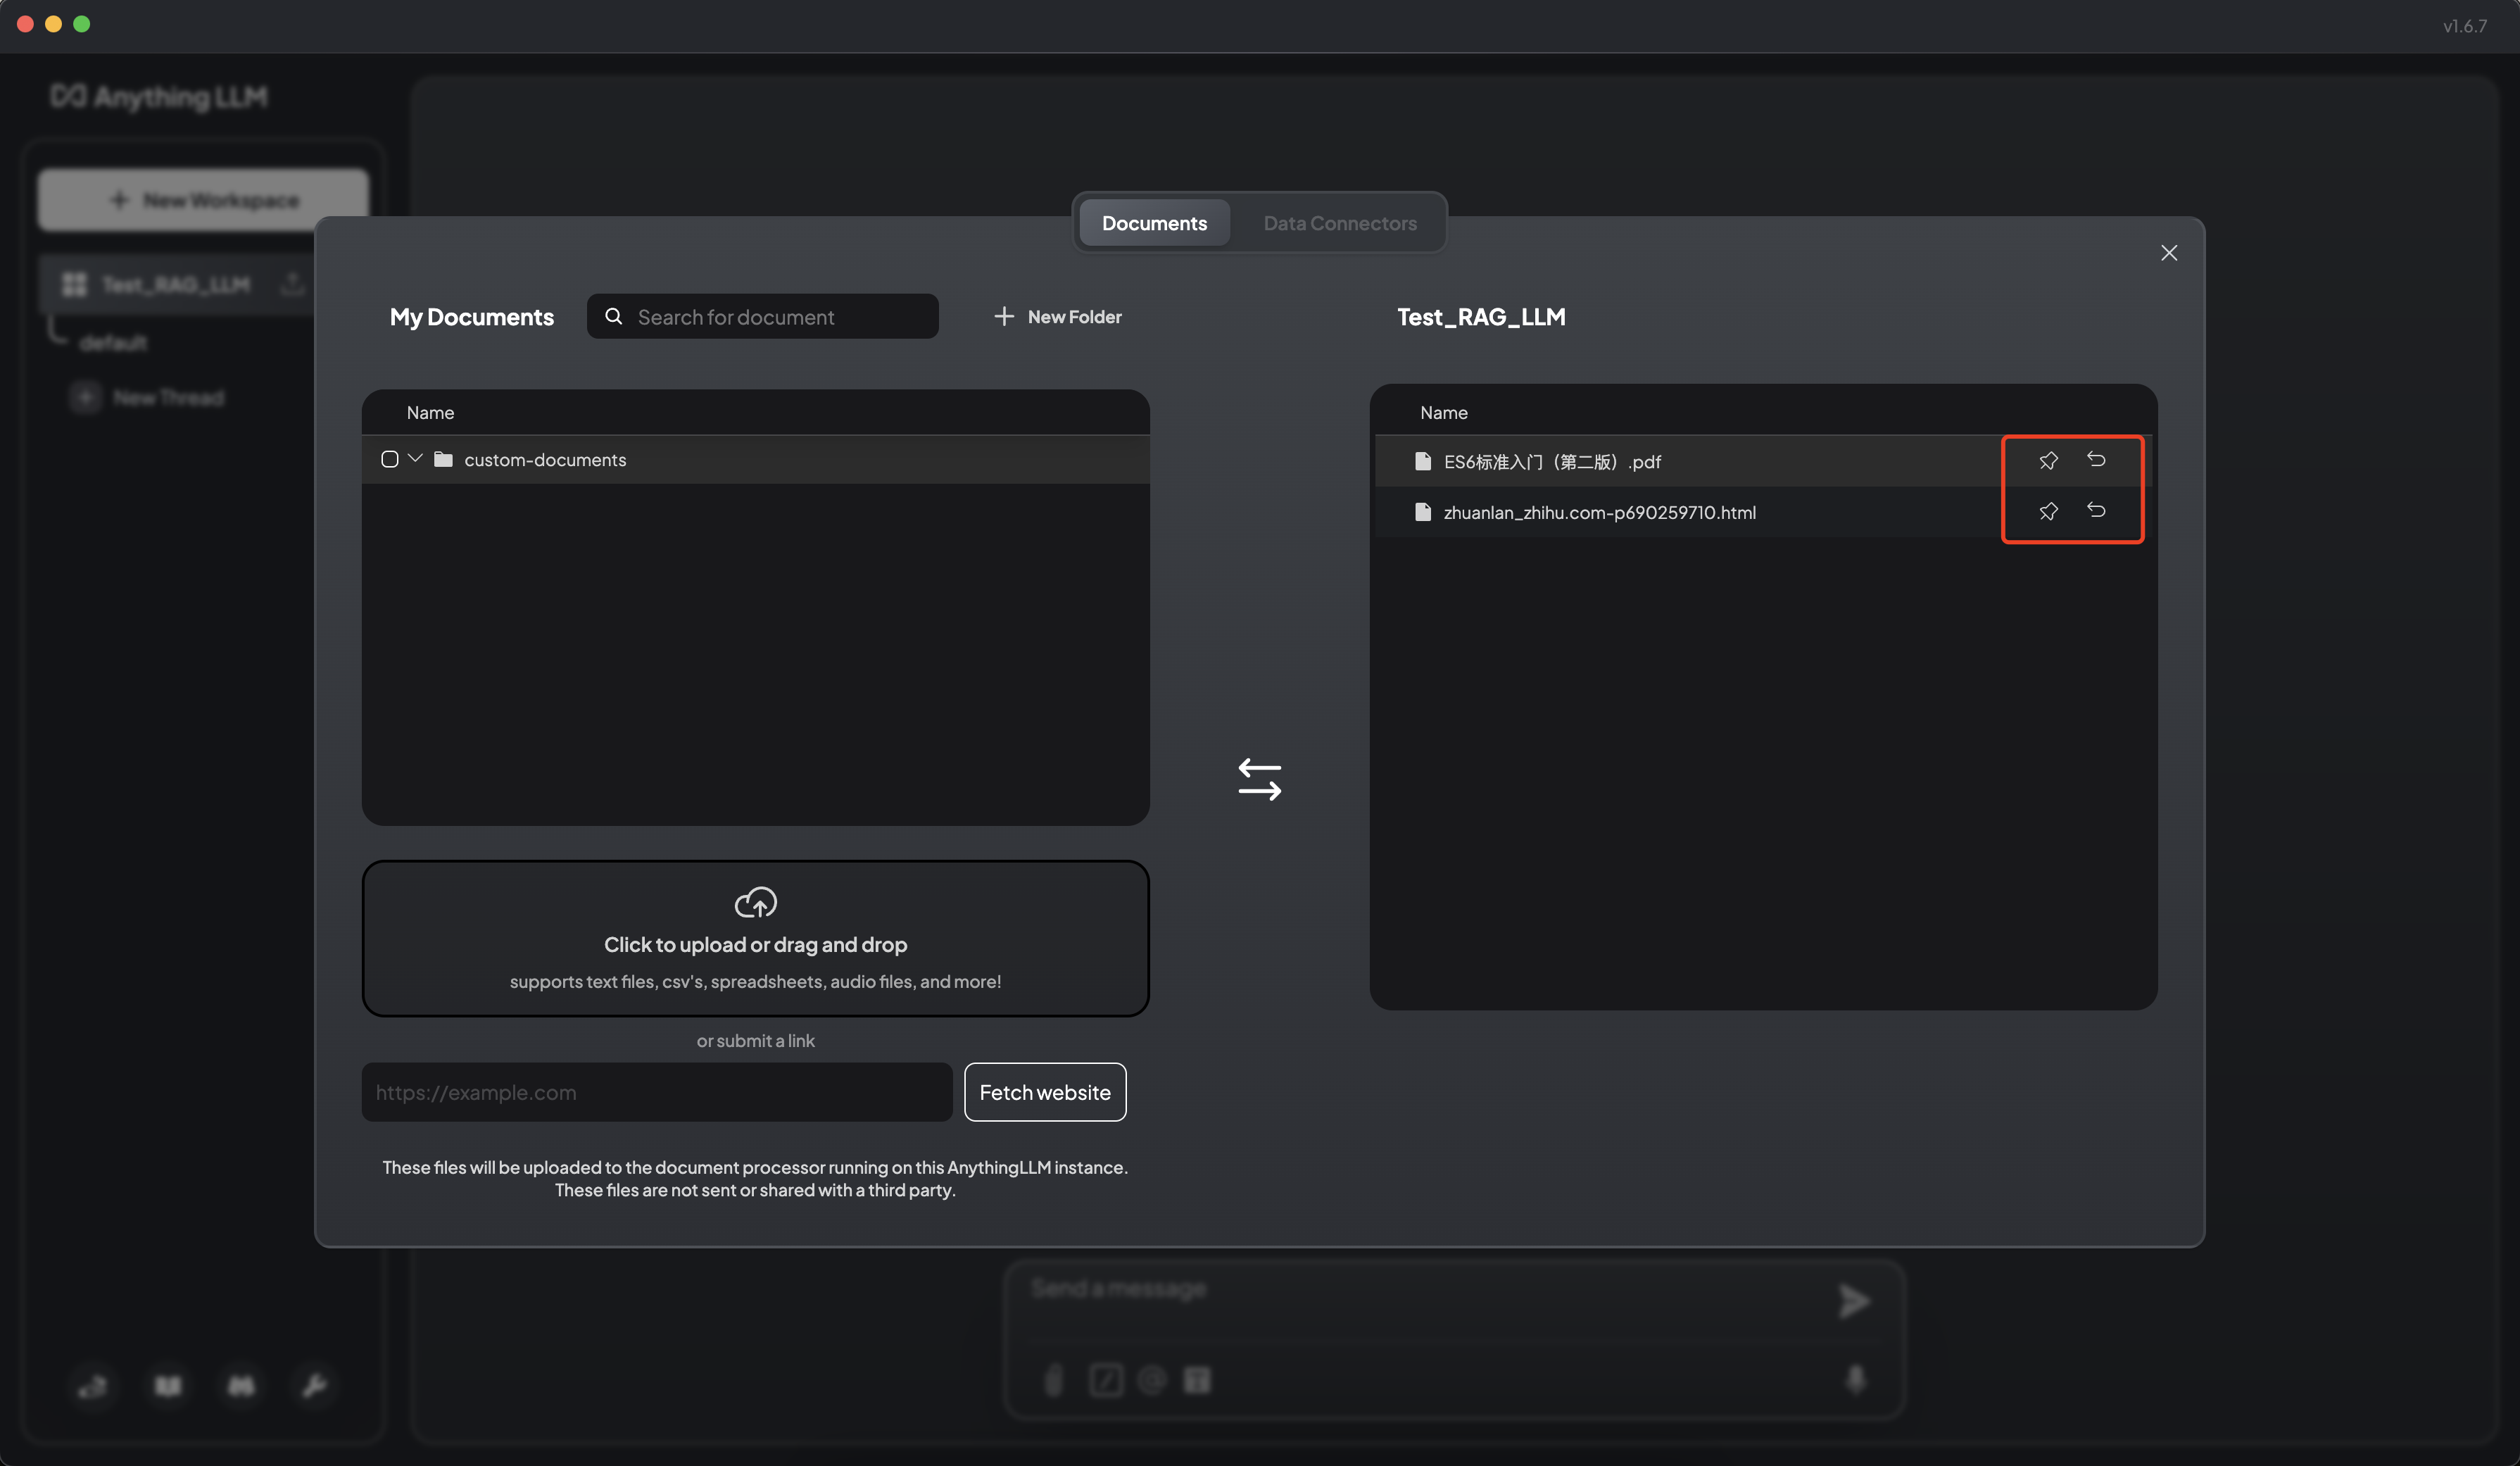 v1.6.7
Anything LLM
New Workspace
Test_RAG_LLM
default
New Thread
Documents
Data Connectors
My Documents
Search for document
New Folder
Name
custom-documents
Click to upload or drag and drop
supports text files, csv's, spreadsheets, audio files, and more!
or submit a link
https://example.com
Fetch website
These files will be uploaded to the document processor running on this AnythingLLM instance.
These files are not sent or shared with a third party.
Test_RAG_LLM
Name
ES6标准入门（第二版）.pdf
zhuanlan_zhihu.com-p690259710.html
Send a message